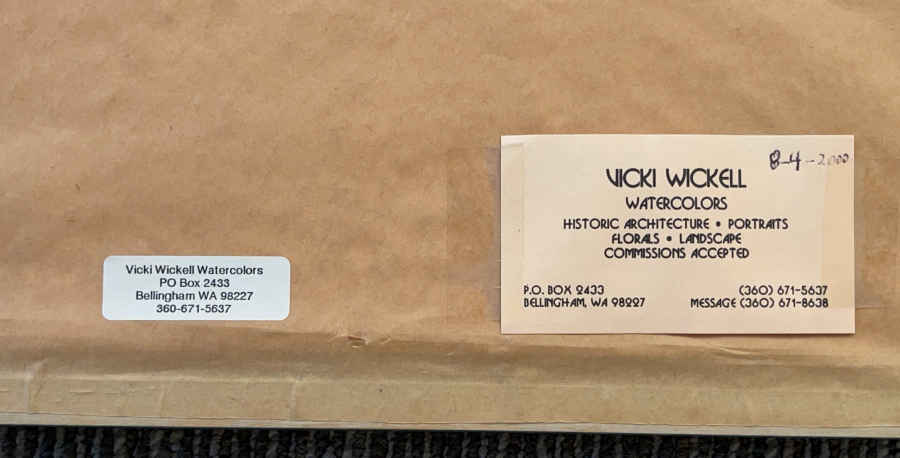 Vicki Wickell Watercolors
PO Box 2433
Bellingham WA 98227
360-671-5637
8-4-2000
VICKI WICKELL
WATERCOLORS
HISTORIC ARCHITECTURE • PORTRAITS
FLORALS • LANDSCAPE
COMMISSIONS ACCEPTED
P.O. BOX 2433 (360) 671-5637
BELLINGHAM, WA 98227 MESSAGE (360) 671-8638